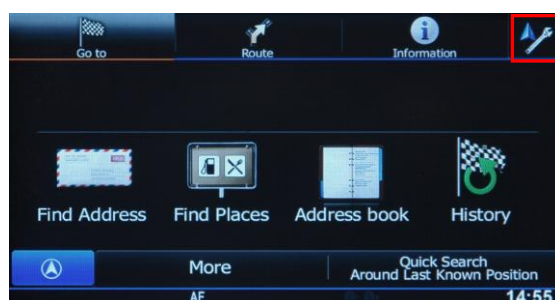 Go to
Route
Information
Find Address
Find Places
Address book
History
More
Quick Search
Around Last Known Position
AF
14:55